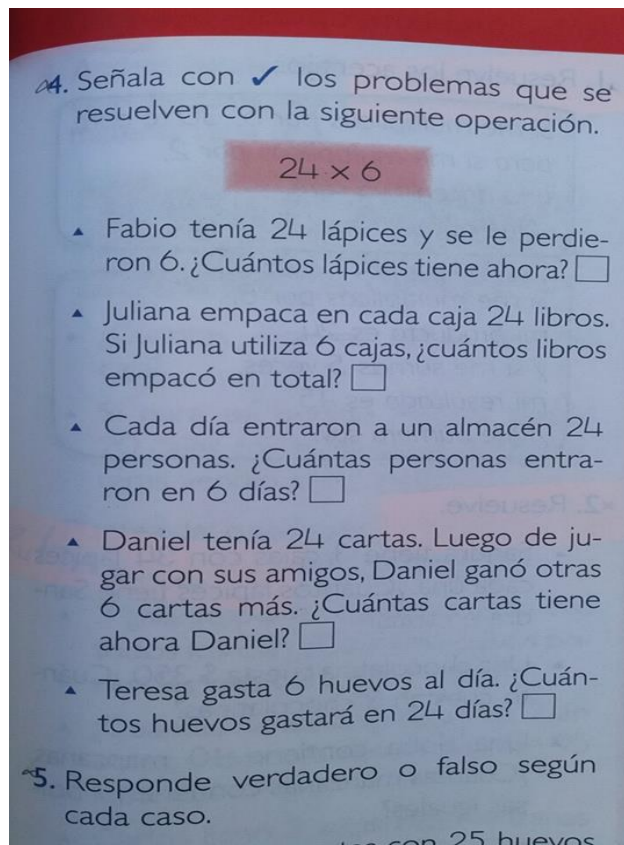 4. Señala con ✓ los problemas que se
resuelven con la siguiente operación.
24 × 6
▲ Fabio tenía 24 lápices y se le perdie-
ron 6. ¿Cuántos lápices tiene ahora? □
▲ Juliana empaca en cada caja 24 libros.
Si Juliana utiliza 6 cajas, ¿cuántos libros
empacó en total? □
▲ Cada día entraron a un almacén 24
personas. ¿Cuántas personas entra-
ron en 6 días? □
▲ Daniel tenía 24 cartas. Luego de ju-
gar con sus amigos, Daniel ganó otras
6 cartas más. ¿Cuántas cartas tiene
ahora Daniel? □
▲ Teresa gasta 6 huevos al día. ¿Cuán-
tos huevos gastará en 24 días? □
5. Responde verdadero o falso según
cada caso.
con 25 huevos